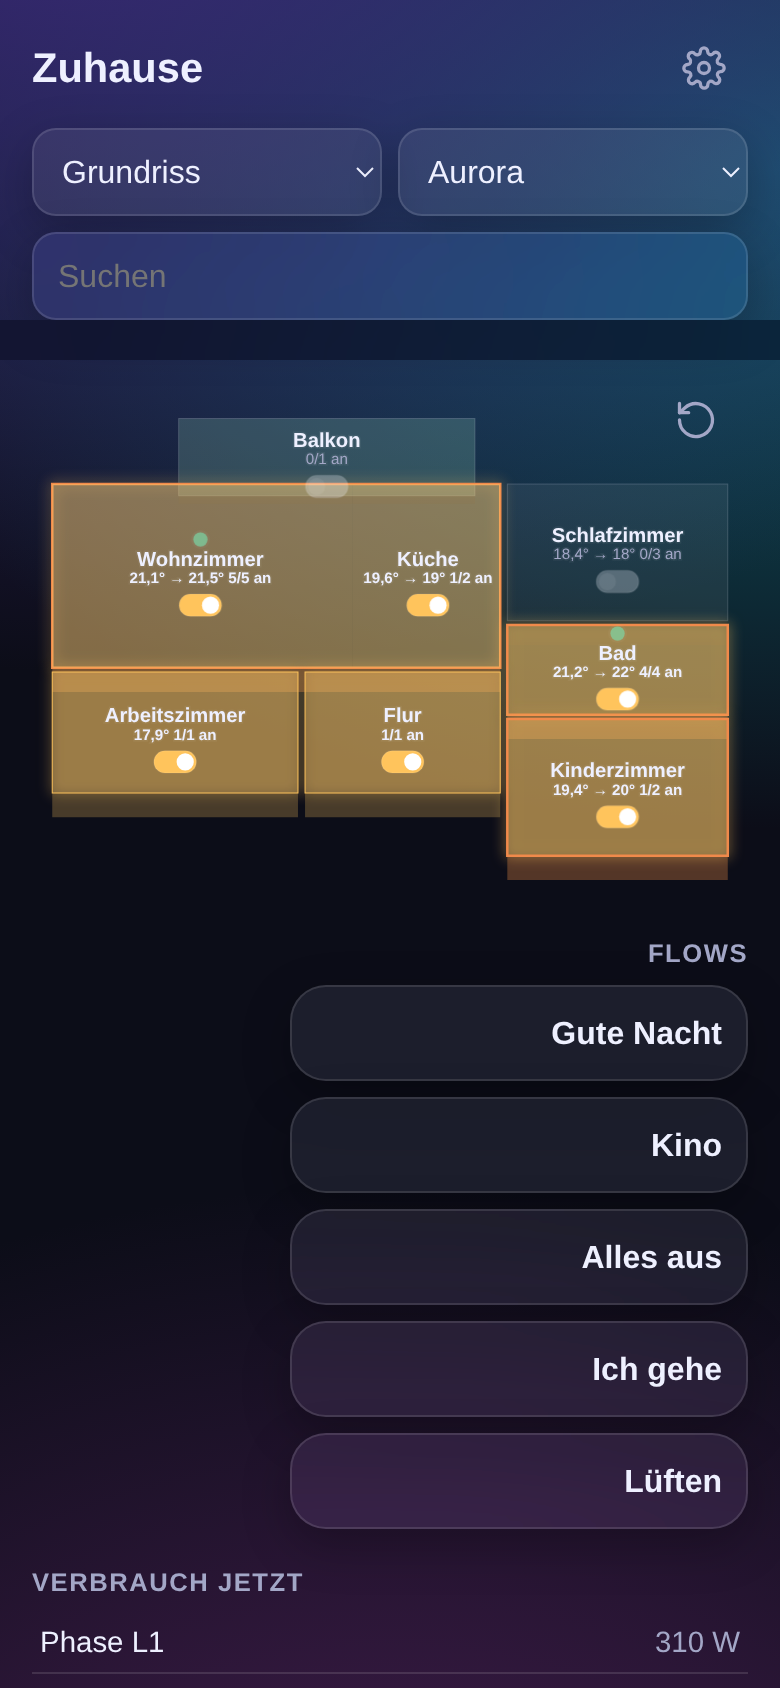 Zuhause
Grundriss
Aurora
Suchen
Balkon
0/1 an
Wohnzimmer
21,1° → 21,5° 5/5 an
Küche
19,6° → 19° 1/2 an
Schlafzimmer
18,4° → 18° 0/3 an
Bad
21,2° → 22° 4/4 an
Arbeitszimmer
17,9° 1/1 an
Flur
1/1 an
Kinderzimmer
19,4° → 20° 1/2 an
FLOWS
Gute Nacht
Kino
Alles aus
Ich gehe
Lüften
VERBRAUCH JETZT
Phase L1
310 W